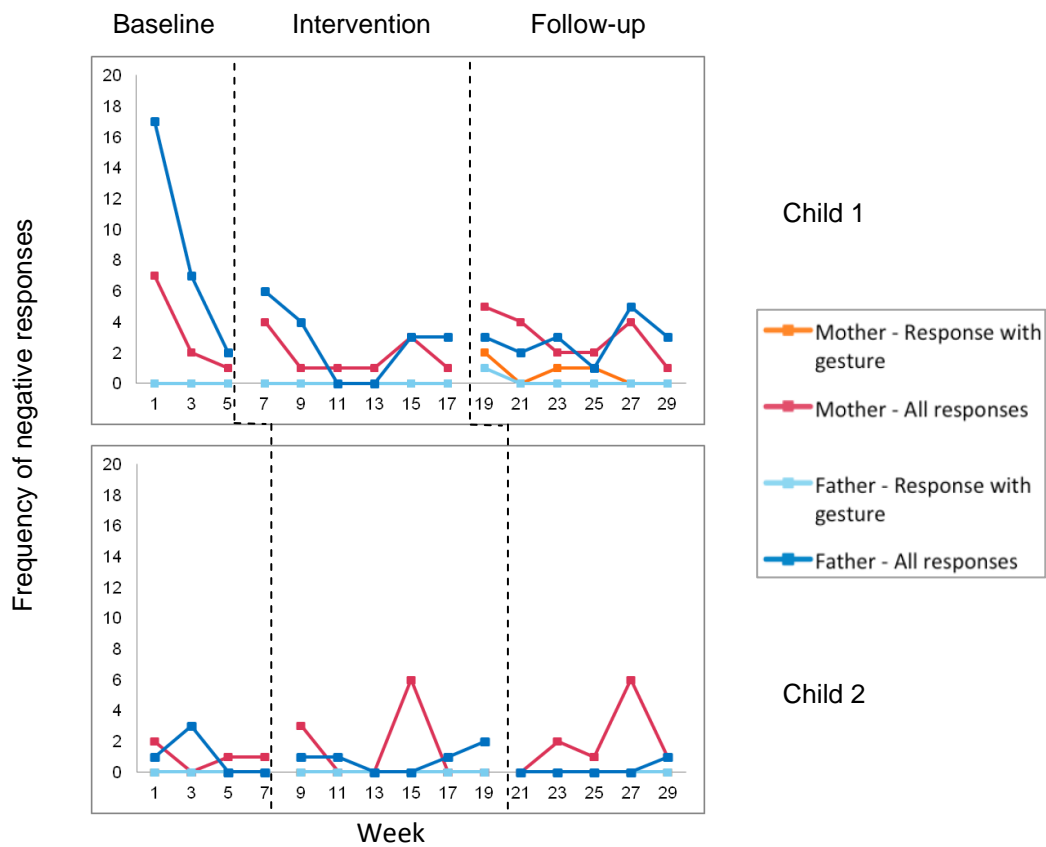 Baseline Intervention Follow-up
Frequency of negative responses
20
18
16
14
12
10
8
6
4
2
0
1 3 5 7 9 11 13 15 17 19 21 23 25 27 29
Child 1
Mother - Response with
gesture
Mother - All responses
Father - Response with
gesture
Father - All responses
20
18
16
14
12
10
8
6
4
2
0
1 3 5 7 9 11 13 15 17 19 21 23 25 27 29
Child 2
Week